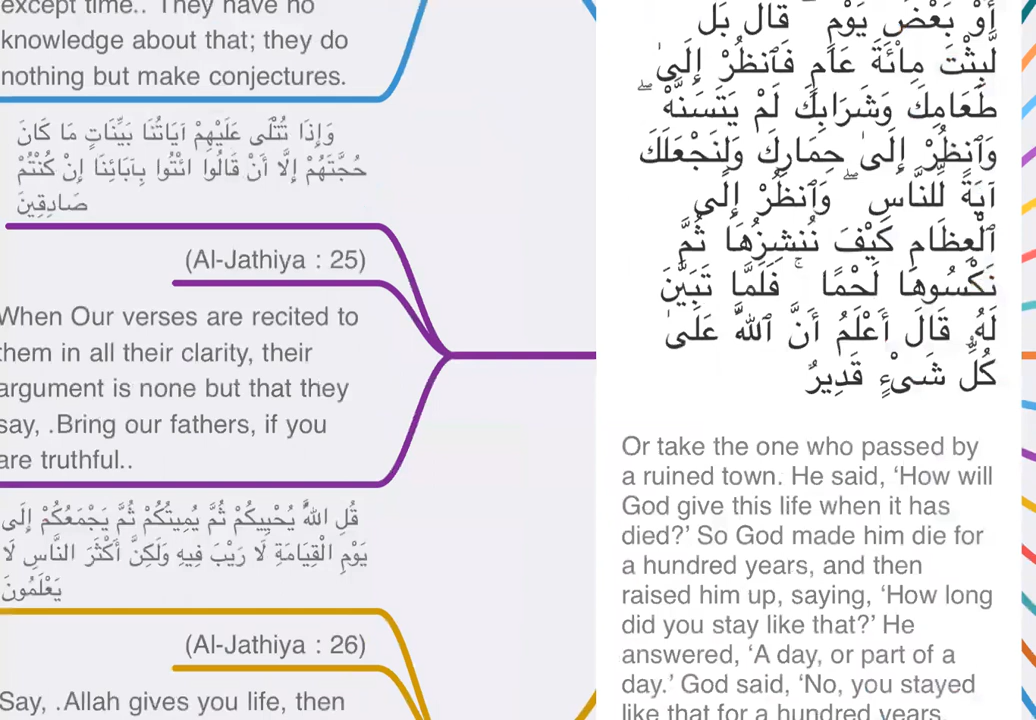 except time.. They have no
knowledge about that; they do
nothing but make conjectures.
وَإِذَا تُتْلَى عَلَيْهِمْ آيَاتُنَا بَيِّنَاتٍ مَا كَانَ
حُجَّتَهُمْ إِلَّا أَنْ قَالُوا ائْتُوا بِآبَائِنَا إِنْ كُنْتُمْ
صَادِقِينَ
(Al-Jathiya : 25)
When Our verses are recited to
them in all their clarity, their
argument is none but that they
say, .Bring our fathers, if you
are truthful..
قُلِ اللَّهُ يُحْيِيكُمْ ثُمَّ يُمِيتُكُمْ ثُمَّ يَجْمَعُكُمْ إِلَى
يَوْمِ الْقِيَامَةِ لَا رَيْبَ فِيهِ وَلَكِنَّ أَكْثَرَ النَّاسِ لَا
يَعْلَمُونَ
(Al-Jathiya : 26)
Say, .Allah gives you life, then
أَوْ بَعْضَ يَوْمٍ ۖ قَالَ بَل
لَّبِثْتَ مِائَةَ عَامٍ فَٱنظُرْ إِلَىٰ
طَعَامِكَ وَشَرَابِكَ لَمْ يَتَسَنَّهْ ۖ
وَٱنظُرْ إِلَىٰ حِمَارِكَ وَلِنَجْعَلَكَ
آيَةً لِّلنَّاسِ ۖ وَٱنظُرْ إِلَى
ٱلْعِظَامِ كَيْفَ نُنشِزُهَا ثُمَّ
نَكْسُوهَا لَحْمًا ۚ فَلَمَّا تَبَيَّنَ
لَهُۥ قَالَ أَعْلَمُ أَنَّ ٱللَّهَ عَلَىٰ
كُلِّ شَىْءٍ قَدِيرٌ
Or take the one who passed by
a ruined town. He said, ‘How will
God give this life when it has
died?’ So God made him die for
a hundred years, and then
raised him up, saying, ‘How long
did you stay like that?’ He
answered, ‘A day, or part of a
day.’ God said, ‘No, you stayed
like that for a hundred years.